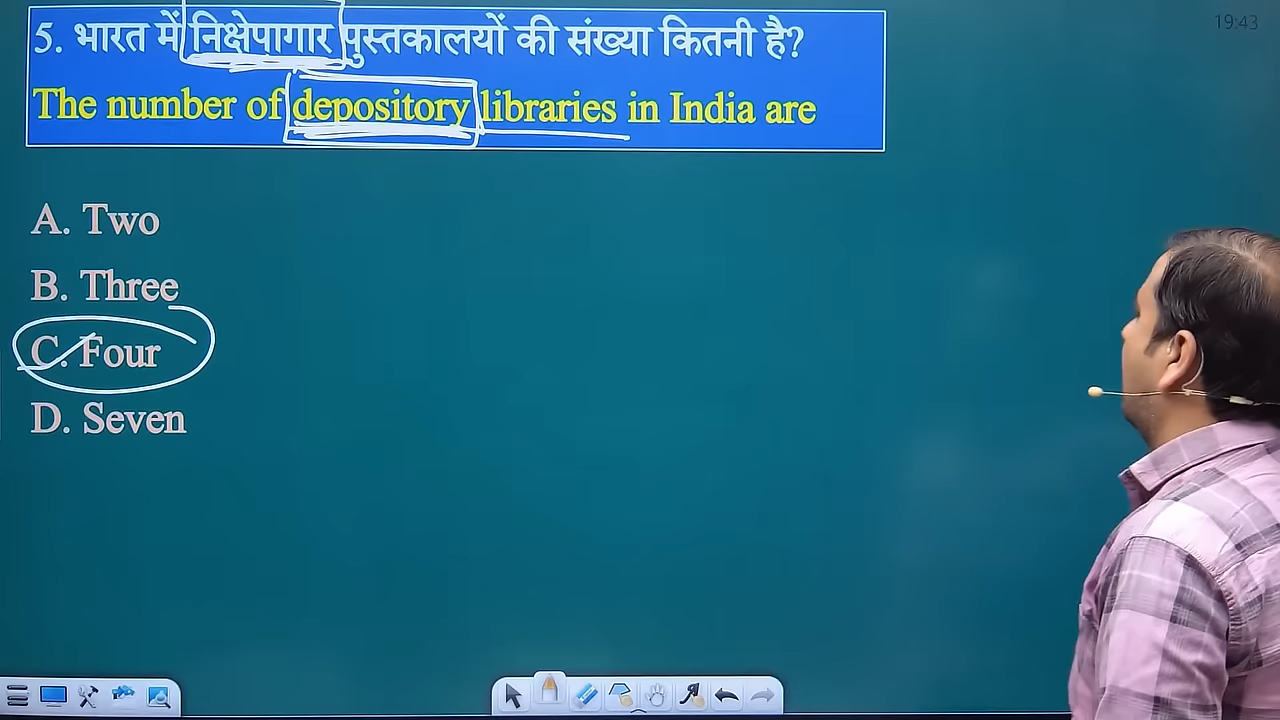 19:43
5. भारत में निक्षेपागार पुस्तकालयों की संख्या कितनी है?
The number of depository libraries in India are
A. Two
B. Three
C. Four
D. Seven